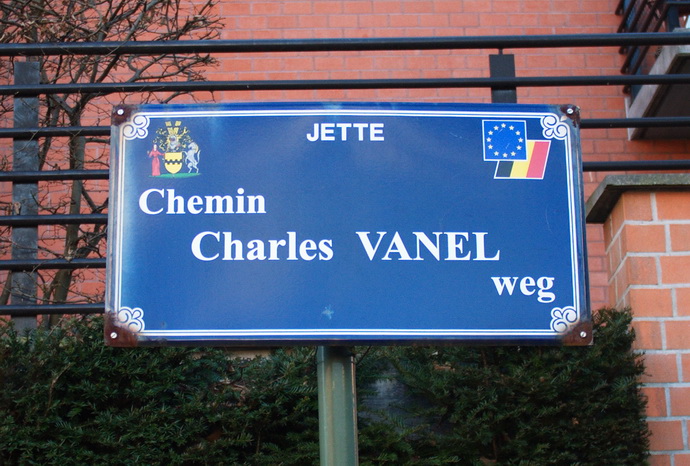 JETTE
Chemin
Charles VANEL
weg